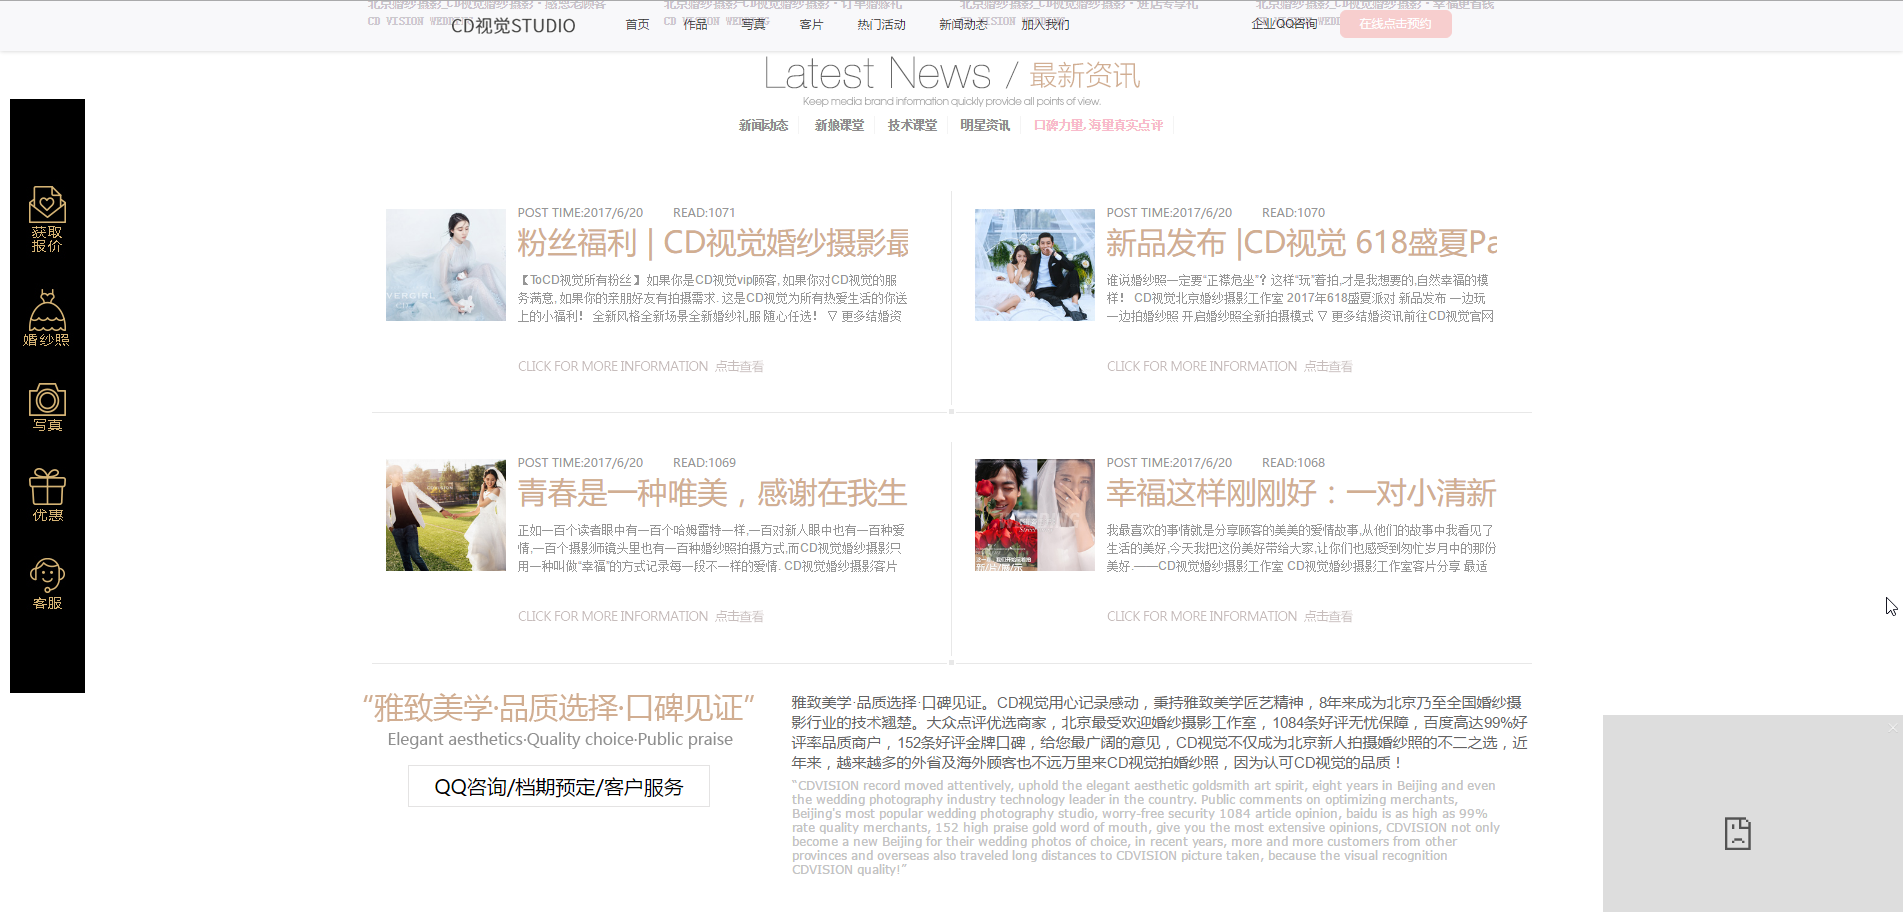 北京婚纱摄影_CD视觉婚纱摄影·感恩老顾客
北京婚纱摄影_CD视觉婚纱摄影·订单撒麻礼
CD VISION WEDDING
CD视觉STUDIO
首页
作品
写真
客片
热门活动
新闻动态
加入我们
企业QQ咨询
在线点击预约
Latest News / 最新资讯
Keep media brand information quickly provide all points of view.
新闻动态
新狼课堂
技术课堂
明星资讯
口碑力量, 海量真实点评
获取
报价
婚纱照
写真
优惠
客服
POST TIME:2017/6/20 READ:1071
粉丝福利 | CD视觉婚纱摄影最
【ToCD视觉所有粉丝】如果你是CD视觉vip顾客, 如果你对CD视觉的服
务满意, 如果你的亲朋好友有拍摄需求. 这是CD视觉为所有热爱生活的你送
上的小福利！ 全新风格全新场景全新婚纱礼服 随心任选！ ▽ 更多结婚资
CLICK FOR MORE INFORMATION 点击查看
POST TIME:2017/6/20 READ:1070
新品发布 |CD视觉 618盛夏Pa
谁说婚纱照一定要“正襟危坐”？这样“玩”着拍,才是我想要的,自然幸福的模
样！ CD视觉北京婚纱摄影工作室 2017年618盛夏派对 新品发布 一边玩
一边拍婚纱照 开启婚纱照全新拍摄模式 ▽ 更多结婚资讯前往CD视觉官网
CLICK FOR MORE INFORMATION 点击查看
POST TIME:2017/6/20 READ:1069
青春是一种唯美，感谢在我生
正如一百个读者眼中有一百个哈姆雷特一样,一百对新人眼中也有一百种爱
情,一百个摄影师镜头里也有一百种婚纱照拍摄方式,而CD视觉婚纱摄影只
用一种叫做“幸福”的方式记录每一段不一样的爱情. CD视觉婚纱摄影客片
CLICK FOR MORE INFORMATION 点击查看
POST TIME:2017/6/20 READ:1068
幸福这样刚刚好：一对小清新
我最喜欢的事情就是分享顾客的美美的爱情故事,从他们的故事中我看见了
生活的美好,今天我把这份美好带给大家,让你们也感受到匆忙岁月中的那份
美好.——CD视觉婚纱摄影工作室 CD视觉婚纱摄影工作室客片分享 最适
CLICK FOR MORE INFORMATION 点击查看
“雅致美学·品质选择·口碑见证”
Elegant aesthetics·Quality choice·Public praise
QQ咨询/档期预定/客户服务
雅致美学·品质选择·口碑见证。CD视觉用心记录感动，秉持雅致美学匠艺精神，8年来成为北京乃至全国婚纱摄
影行业的技术翘楚。大众点评优选商家，北京最受欢迎婚纱摄影工作室，1084条好评无忧保障，百度高达99%好
评率品质商户，152条好评金牌口碑，给您最广阔的意见，CD视觉不仅成为北京新人拍摄婚纱照的不二之选，近
年来，越来越多的外省及海外顾客也不远万里来CD视觉拍婚纱照，因为认可CD视觉的品质！
“CDVISION record moved attentively, uphold the elegant aesthetic goldsmith art spirit, eight years in Beijing and even
the wedding photography industry technology leader in the country. Public comments on optimizing merchants,
Beijing's most popular wedding photography studio, worry-free security 1084 article opinion, baidu is as high as 99%
rate quality merchants, 152 high praise gold word of mouth, give you the most extensive opinions, CDVISION not only
become a new Beijing for their wedding photos of choice, in recent years, more and more customers from other
provinces and overseas also traveled long distances to CDVISION picture taken, because the visual recognition
CDVISION quality!”